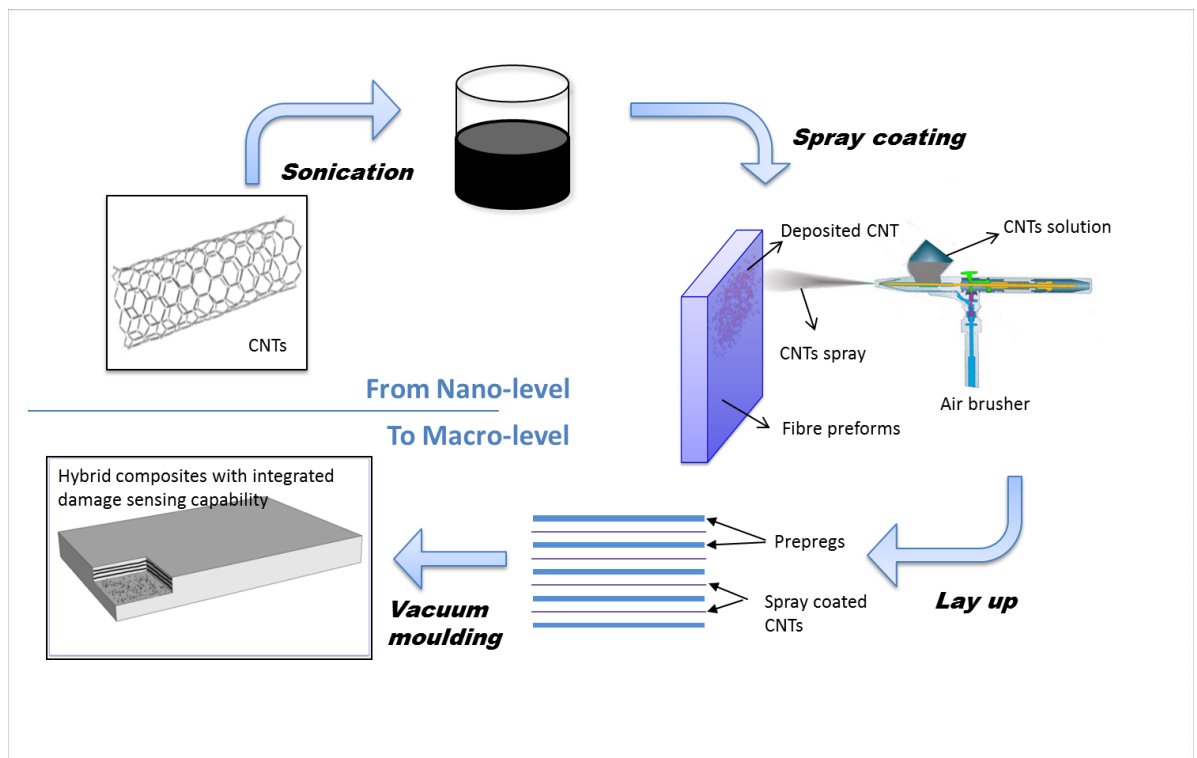 Sonication
Spray coating
Deposited CNT
CNTs solution
CNTs
CNTs spray
Air brusher
Fibre preforms
From Nano-level
To Macro-level
Hybrid composites with integrated
damage sensing capability
Prepregs
Spray coated
CNTs
Lay up
Vacuum
moulding